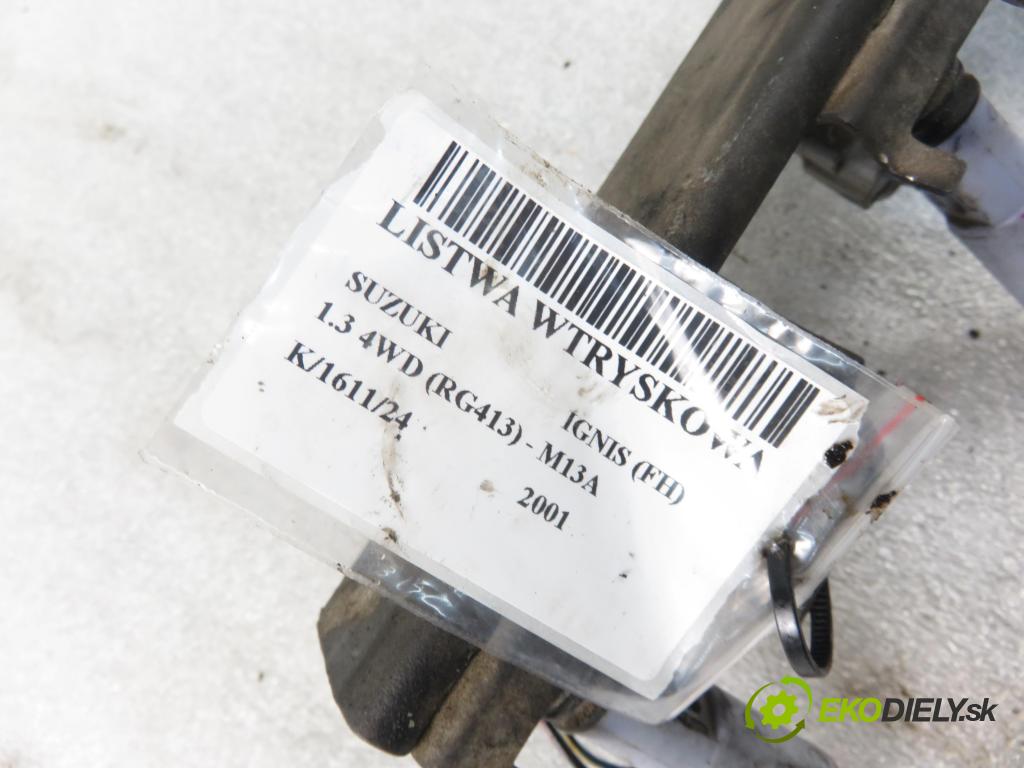 LISTWA WTRYSKOWA
SUZUKI IGNIS (FH)
1.3 4WD (RG413) - M13A
K/1611/24 2001
EKODIELY.sk